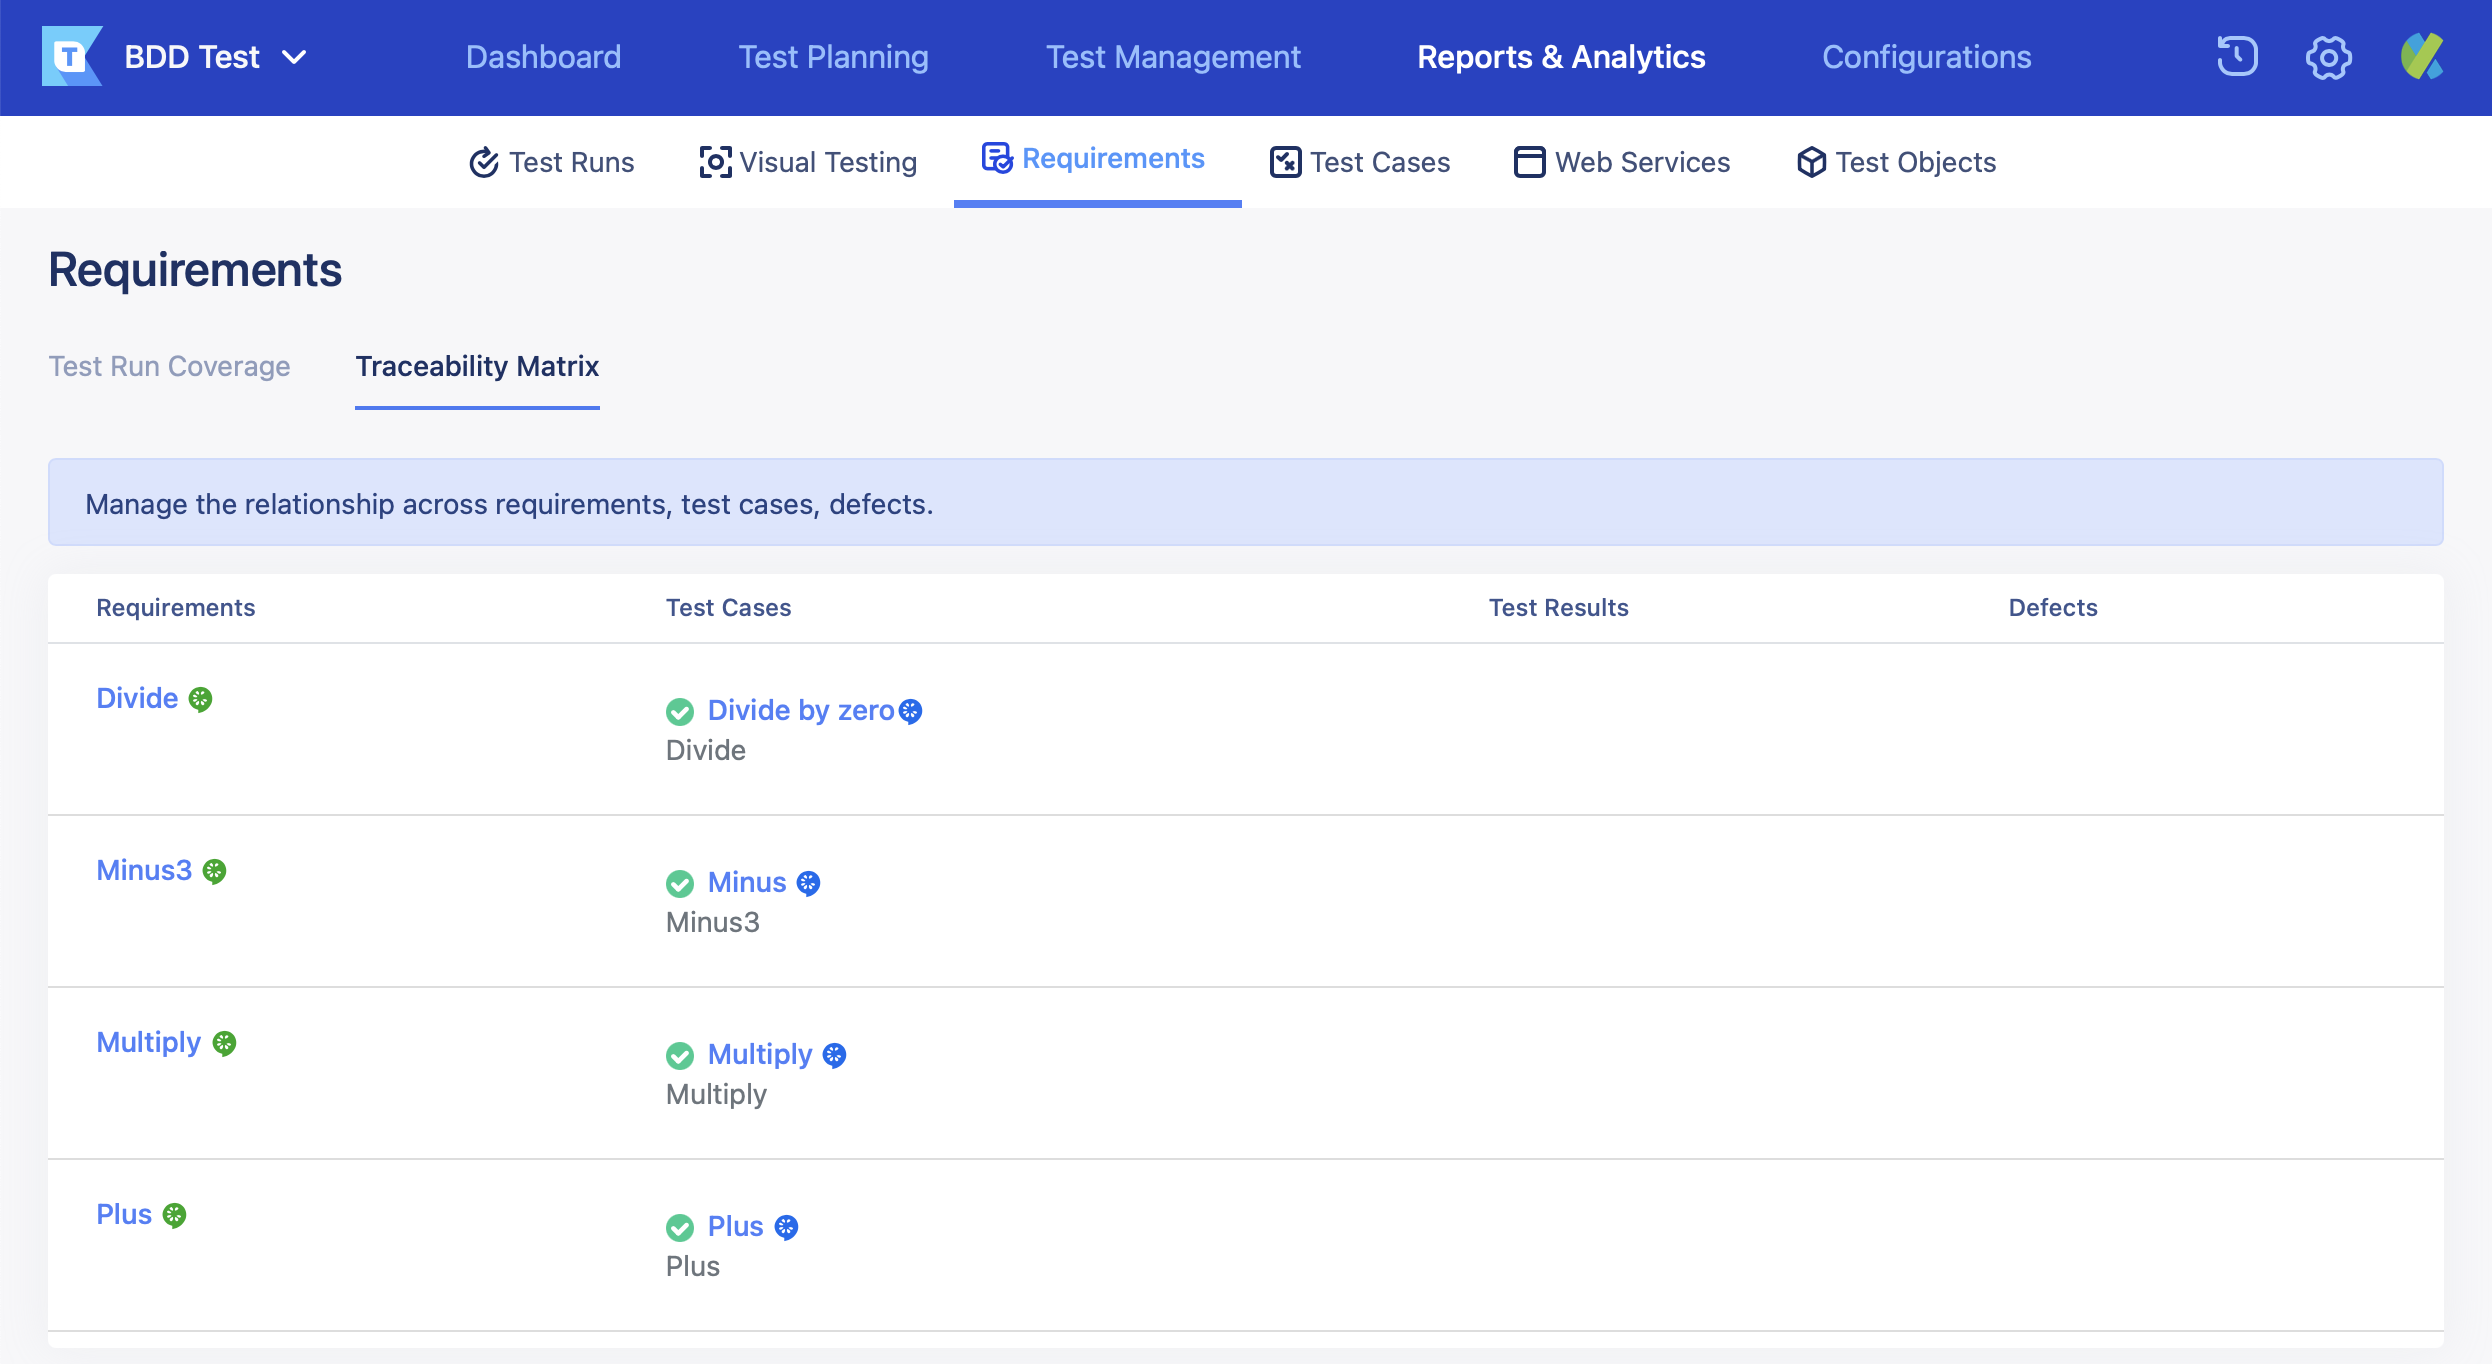 T BDD Test Dashboard Test Planning Test Management Reports & Analytics Configurations
Test Runs Visual Testing Requirements Test Cases Web Services Test Objects
Requirements
Test Run Coverage Traceability Matrix
Manage the relationship across requirements, test cases, defects.
Requirements Test Cases Test Results Defects
Divide Divide by zero
Divide
Minus3 Minus
Minus3
Multiply Multiply
Multiply
Plus Plus
Plus